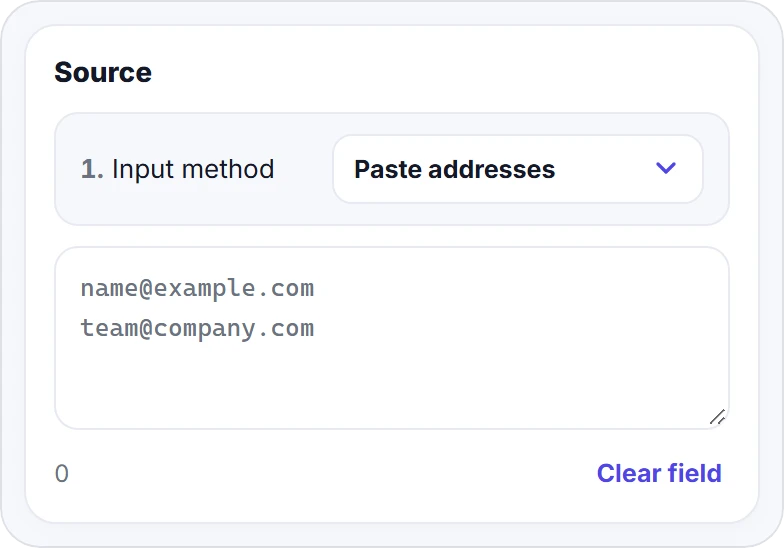 Source
1. Input method Paste addresses
name@example.com
team@company.com
0 Clear field